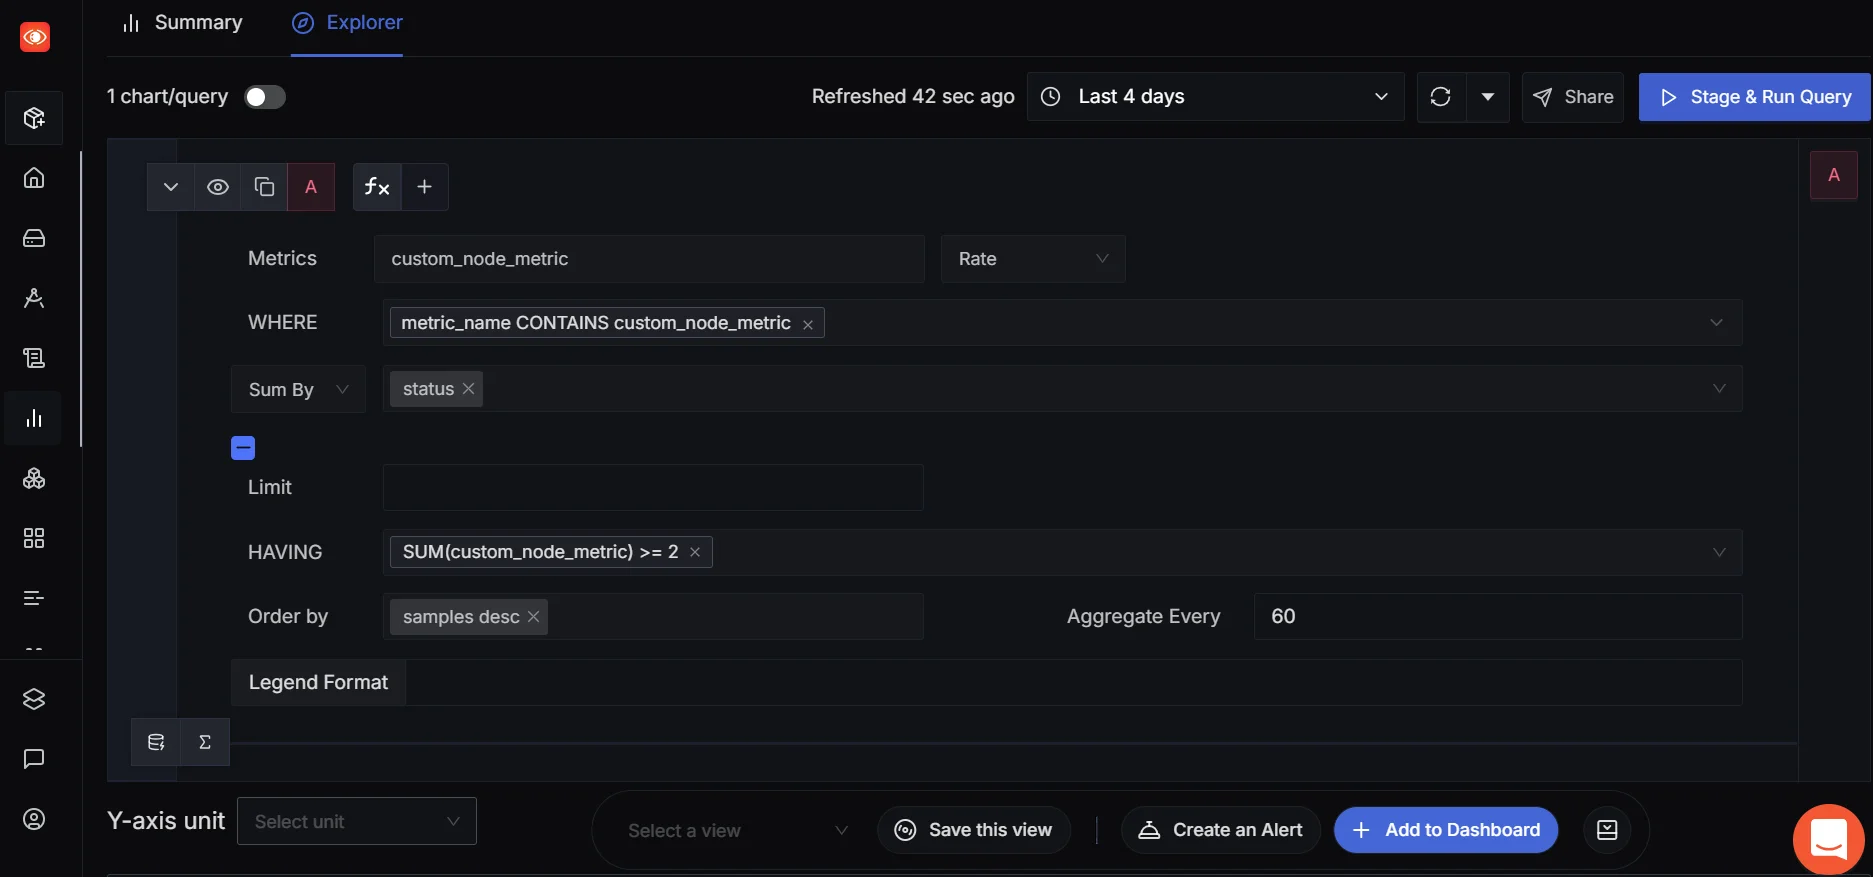 Summary
Explorer
1 chart/query
Refreshed 42 sec ago
Last 4 days
Share
Stage & Run Query
A
fx
A
Metrics
custom_node_metric
Rate
WHERE
metric_name CONTAINS custom_node_metric
Sum By
status
Limit
HAVING
SUM(custom_node_metric) >= 2
Order by
samples desc
Aggregate Every
60
Legend Format
Σ
Y-axis unit
Select unit
Select a view
Save this view
Create an Alert
Add to Dashboard